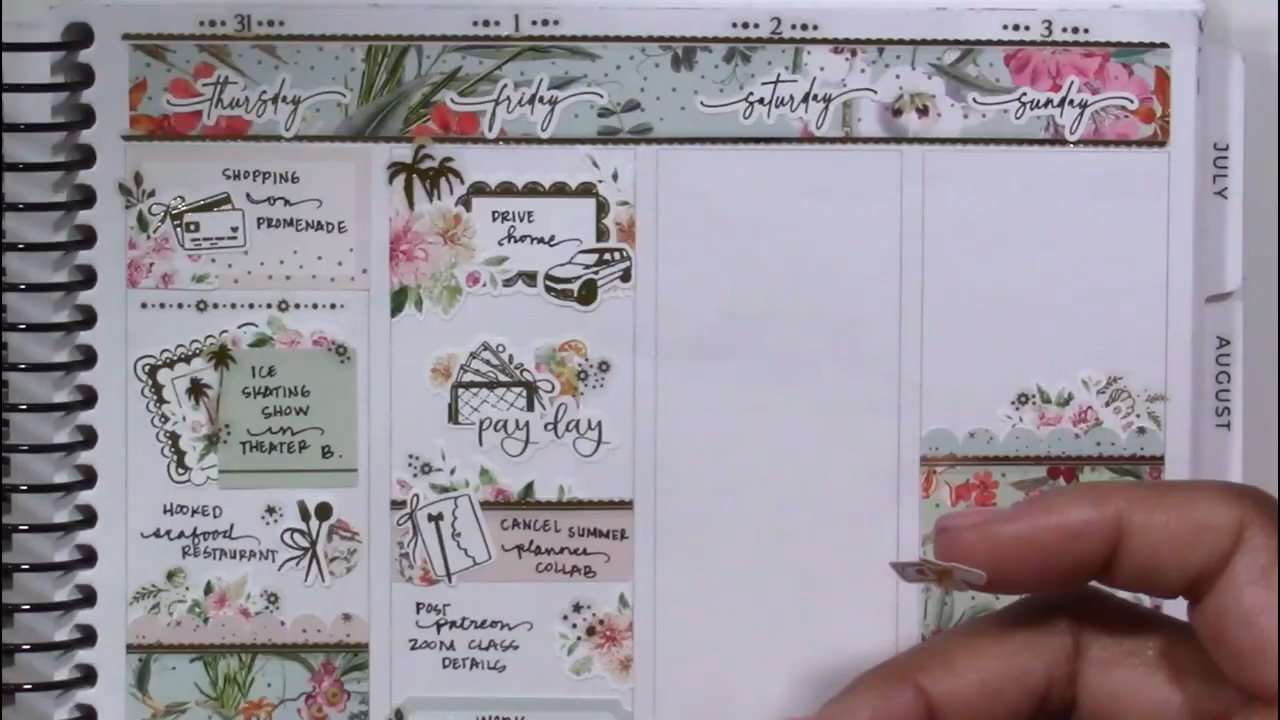 31
1
2
3
thursday
friday
saturday
sunday
SHOPPING
on
PROMENADE
ICE
SKATING
SHOW
in
THEATER B.
HOOKED
seafood
RESTAURANT
DRIVE
home
pay day
CANCEL SUMMER
planner
COLLAB
POST
patreon
ZOOM CLASS
DETAILS
WORK
JULY
AUGUST